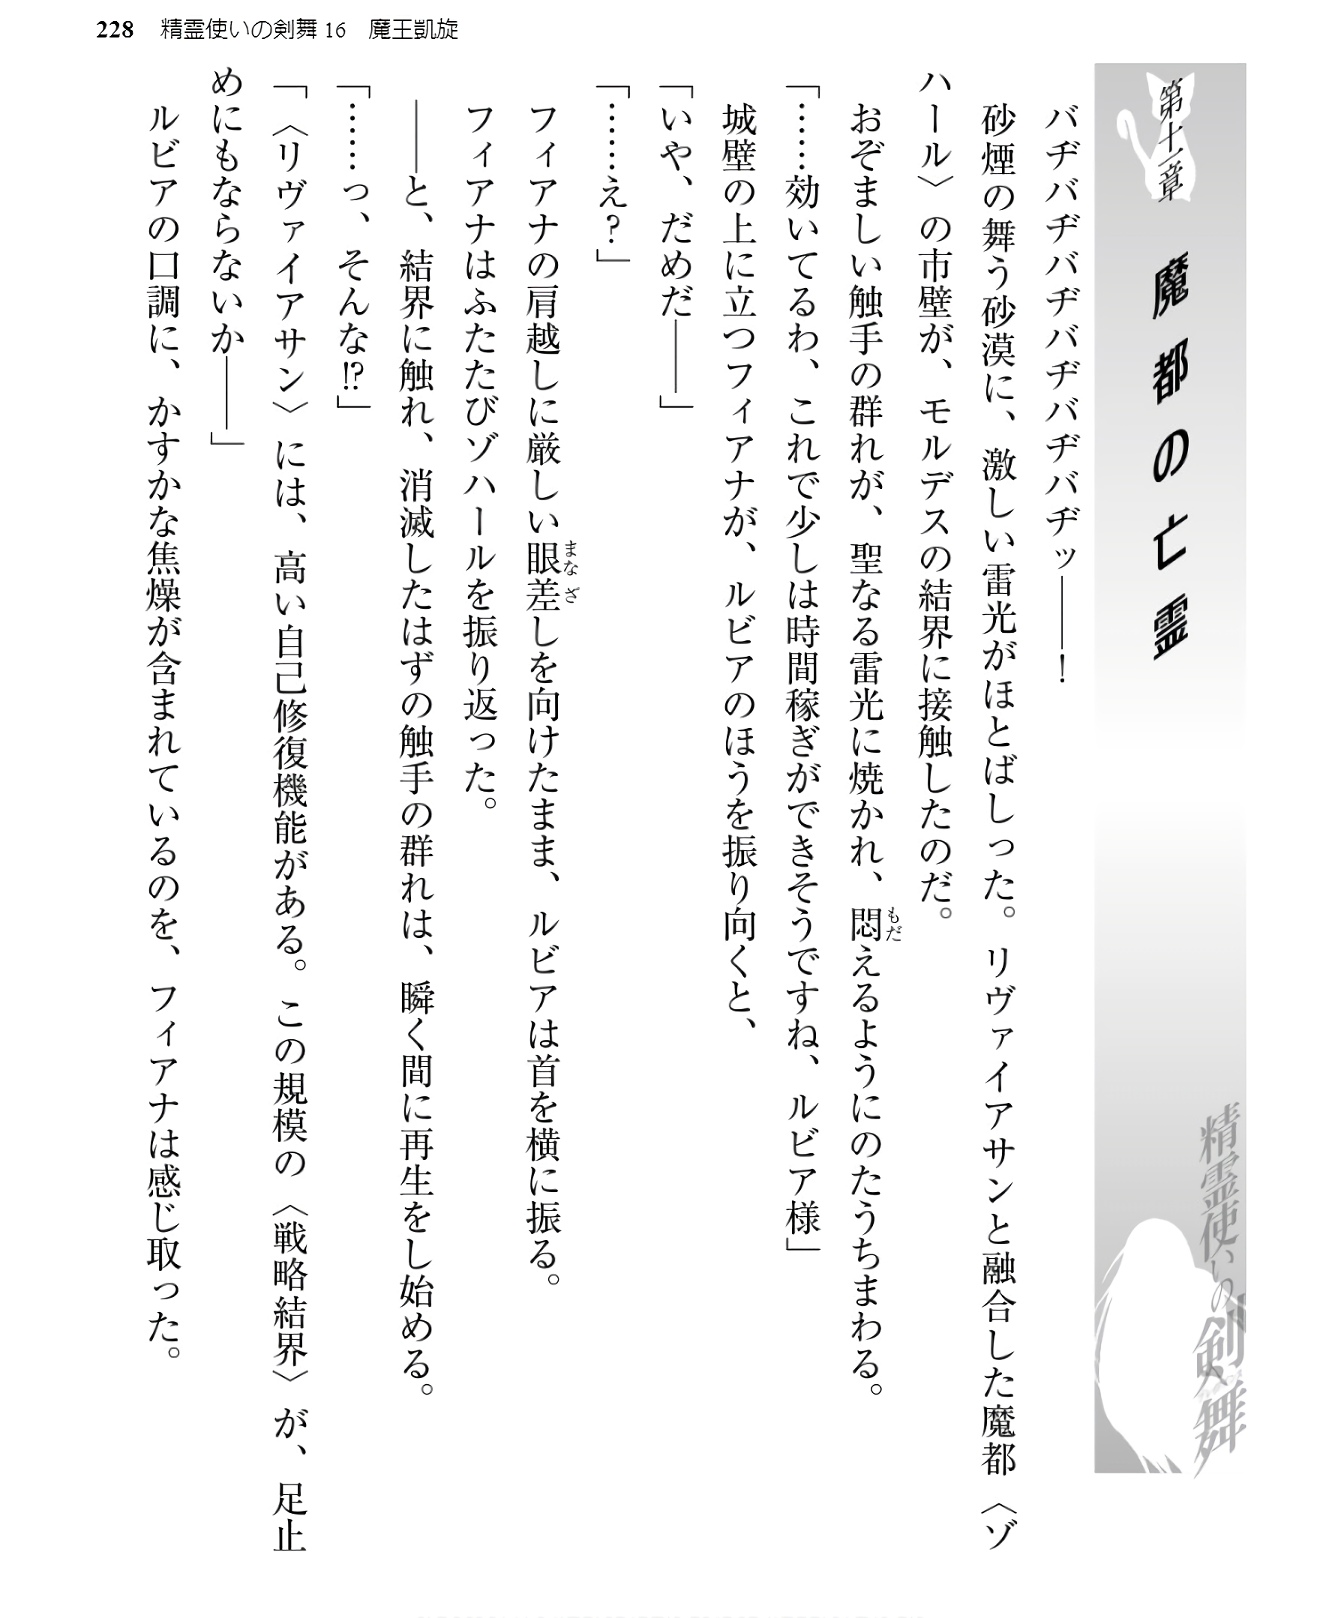 228 精霊使いの剣舞16 魔王凱旋
第十一章 魔都の亡霊
精霊使いの剣舞
バヂバヂバヂバヂバヂバヂッ――!
砂煙の舞う砂漠に、激しい雷光がほとばしった。リヴァイアサンと融合した魔都〈ゾ
ハール〉の市壁が、モルデスの結界に接触したのだ。
おぞましい触手の群れが、聖なる雷光に焼かれ、悶えるようにのたうちまわる。
「……効いてるわ、これで少しは時間稼ぎができそうですね、ルビア様」
城壁の上に立つフィアナが、ルビアのほうを振り向くと、
「いや、だめだ――」
「……え?」
フィアナの肩越しに厳しい眼差しを向けたまま、ルビアは首を横に振る。
フィアナはふたたびゾハールを振り返った。
――と、結界に触れ、消滅したはずの触手の群れは、瞬く間に再生をし始める。
「……っ、そんな!?」
「〈リヴァイアサン〉には、高い自己修復機能がある。この規模の〈戦略結界〉が、足止
めにもならないか――」
ルビアの口調に、かすかな焦燥が含まれているのを、フィアナは感じ取った。